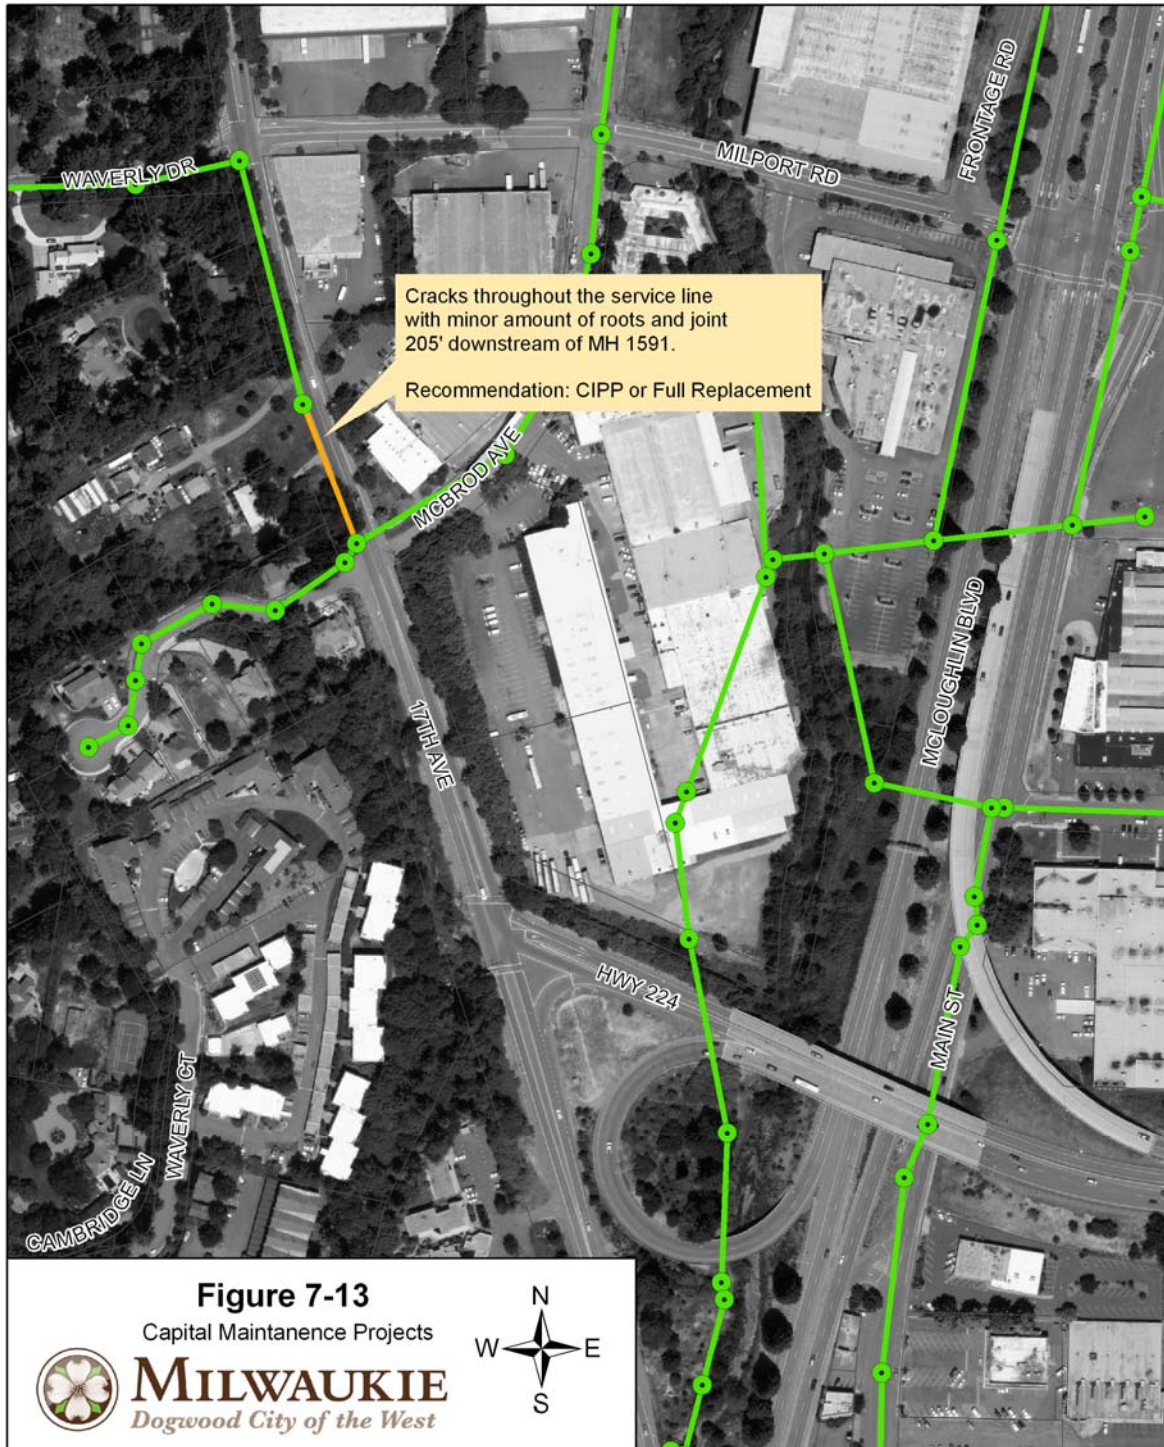 WAVERLY DR
MILPORT RD
FRONTAGE RD
Cracks throughout the service line
with minor amount of roots and joint
205' downstream of MH 1591.
Recommendation: CIPP or Full Replacement
MCBROD AVE
MCLOUGHLIN BLVD
17TH AVE
HWY 224
MAIN ST
WAVERLY CT
CAMBRIDGE LN
Figure 7-13
Capital Maintanence Projects
MILWAUKIE
Dogwood City of the West
N
W E
S